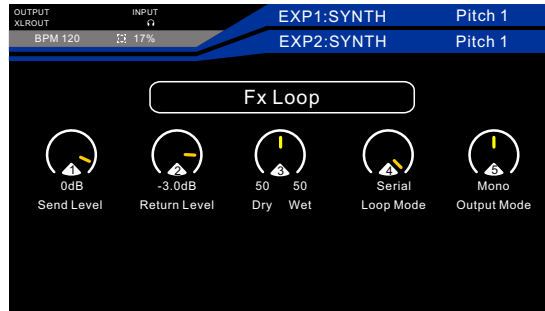 OUTPUT INPUT EXP1:SYNTH Pitch 1
XLROUT
BPM 120 17% EXP2:SYNTH Pitch 1
Fx Loop
1 2 3 4 5
0dB -3.0dB 50 50 Serial Mono
Send Level Return Level Dry Wet Loop Mode Output Mode